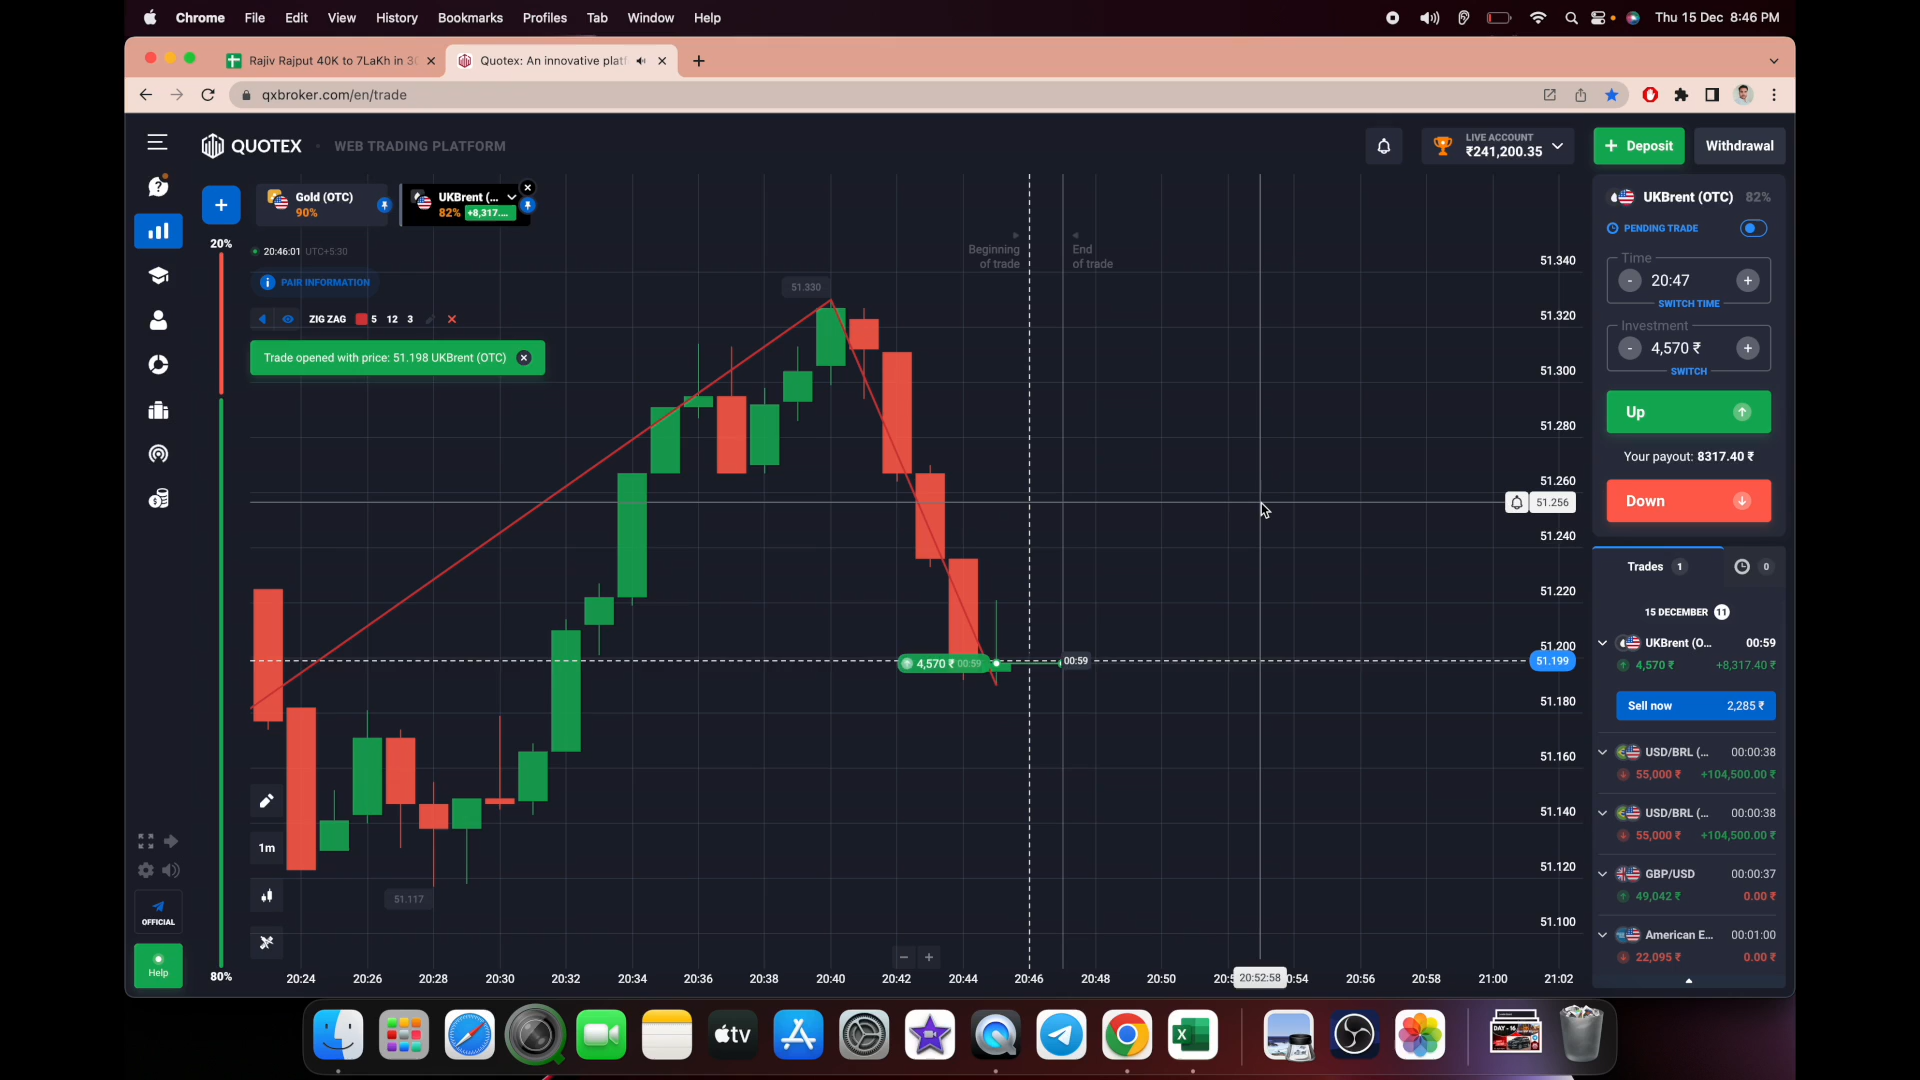 Chrome File Edit View History Bookmarks Profiles Tab Window Help Thu 15 Dec 8:46 PM
Rajiv Rajput 40K to 7LaKh in 30 Quotex: An innovative platf
qxbroker.com/en/trade
QUOTEX • WEB TRADING PLATFORM
LIVE ACCOUNT
₹241,200.35
+ Deposit
Withdrawal
+
Gold (OTC)
90%
UKBrent (...
82% +8,317....
20%
20:46:01 UTC+5:30
PAIR INFORMATION
ZIG ZAG 5 12 3
Trade opened with price: 51.198 UKBrent (OTC)
Beginning
of trade
End
of trade
51.330
51.117
4,570 ₹ 00:59
00:59
51.340
51.320
51.300
51.280
51.260
51.256
51.240
51.220
51.200
51.199
51.180
51.160
51.140
51.120
51.100
1m
80%
- +
20:24 20:26 20:28 20:30 20:32 20:34 20:36 20:38 20:40 20:42 20:44 20:46 20:48 20:50 20:52:58 20:56 20:58 21:00 21:02
OFFICIAL
Help
UKBrent (OTC) 82%
PENDING TRADE
Time
- 20:47 +
SWITCH TIME
Investment
- 4,570 ₹ +
SWITCH
Up
Your payout: 8317.40 ₹
Down
Trades 1 0
15 DECEMBER 11
UKBrent (O... 00:59
4,570 ₹ +8,317.40 ₹
Sell now 2,285 ₹
USD/BRL (... 00:00:38
55,000 ₹ +104,500.00 ₹
USD/BRL (... 00:00:38
55,000 ₹ +104,500.00 ₹
GBP/USD 00:00:37
49,042 ₹ 0.00 ₹
American E... 00:01:00
22,095 ₹ 0.00 ₹
tv
DAY - 16